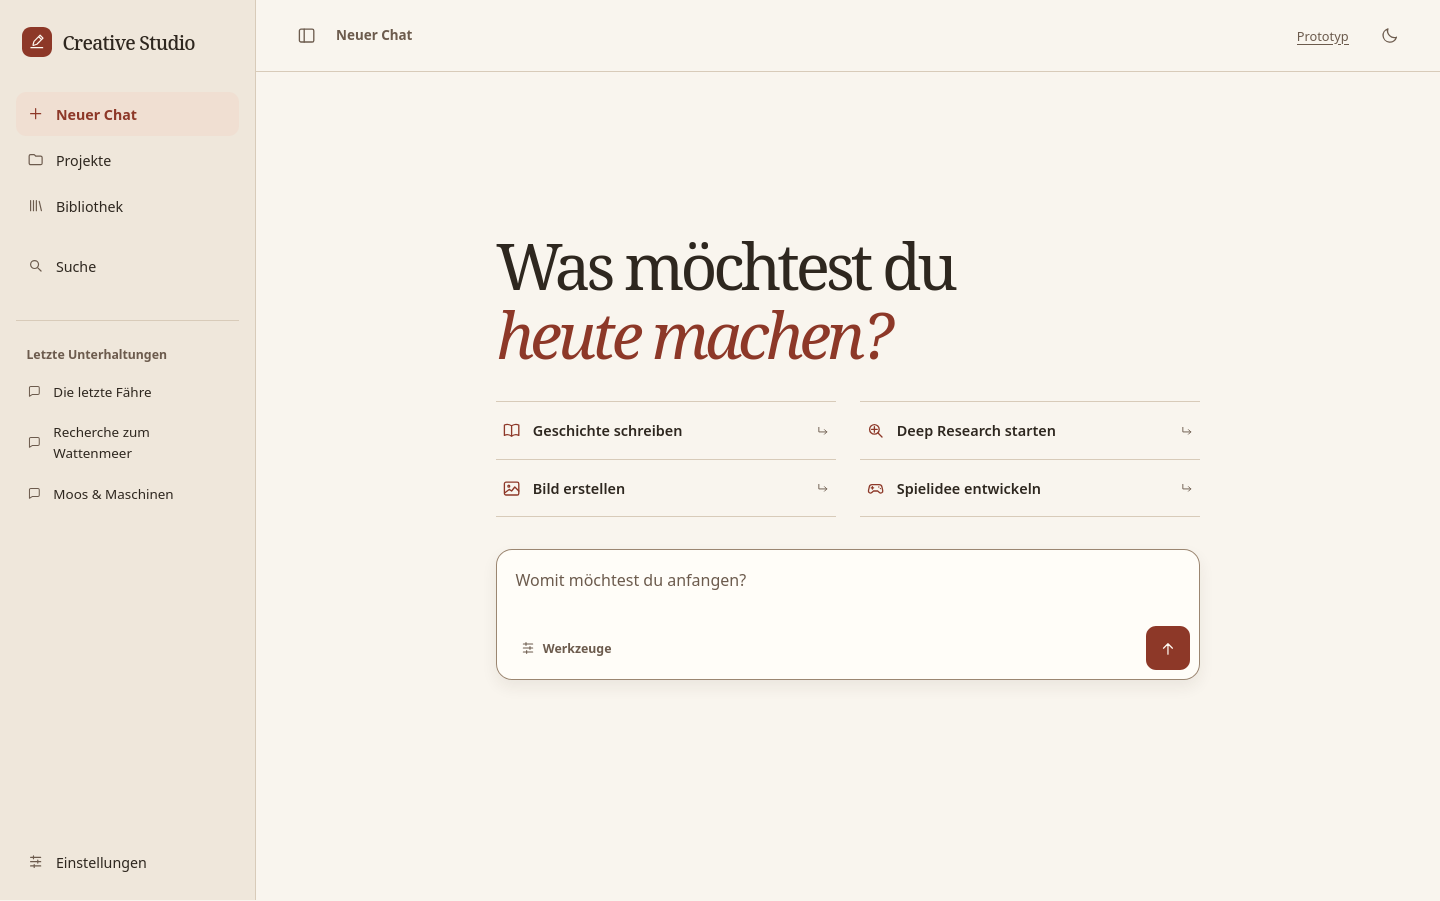 Creative Studio
Neuer Chat
Projekte
Bibliothek
Suche
Letzte Unterhaltungen
Die letzte Fähre
Recherche zum
Wattenmeer
Moos & Maschinen
Einstellungen
Neuer Chat
Prototyp
Was möchtest du
heute machen?
Geschichte schreiben
Deep Research starten
Bild erstellen
Spielidee entwickeln
Womit möchtest du anfangen?
Werkzeuge